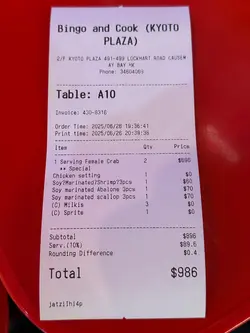 Bingo and Cook (KYOTO
PLAZA)
2/F KYOTO PLAZA 491-499 LOCKHART ROAD CAUSEW
AY BAY HK
Phone: 34604069
Table: A10
Invoice: 430-8318
Order Time: 2025/06/26 19:36:41
Print Time: 2025/06/26 20:39:36
Item Qty Price
1 Serving Female Crab 2 $698
** Special
Chicken setting 1 $0
Soy?Marinated?Shrimp?3pcs 1 $60
Soy marinated Abalone 3pcs 1 $70
Soy marinated scallop 3pcs 1 $70
(C) Milkis 3 $0
(C) Sprite 1 $0
Subtotal $896
Serv.(10%) $89.6
Rounding Difference $0.4
Total $986